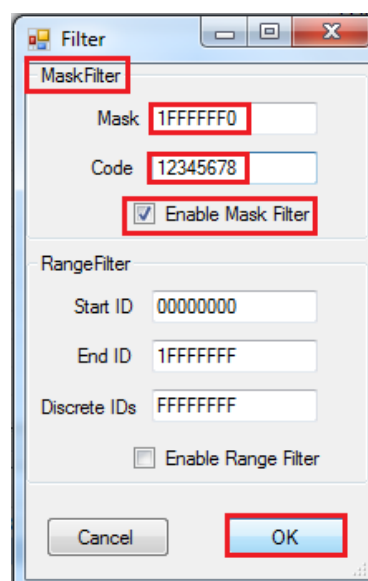 Filter
MaskFilter
Mask 1FFFFFF0
Code 12345678
Enable Mask Filter
RangeFilter
Start ID 00000000
End ID 1FFFFFFF
Discrete IDs FFFFFFFF
Enable Range Filter
Cancel OK